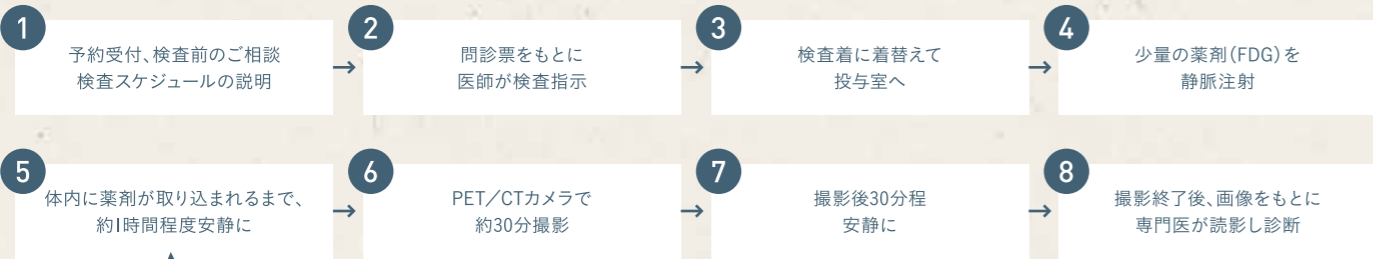 1
予約受付、検査前のご相談
検査スケジュールの説明
2
問診票をもとに
医師が検査指示
3
検査着に着替えて
投与室へ
4
少量の薬剤(FDG)を
静脈注射
5
体内に薬剤が取り込まれるまで、
約1時間程度安静に
6
PET/CTカメラで
約30分撮影
7
撮影後30分程
安静に
8
撮影終了後、画像をもとに
専門医が読影し診断